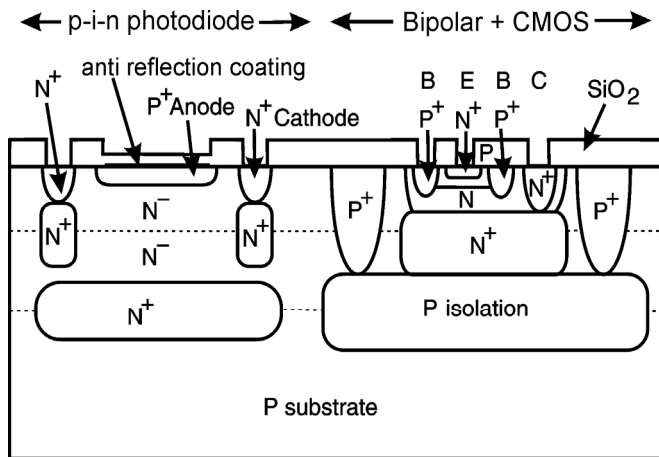 p-i-n photodiode
Bipolar + CMOS
anti reflection coating
B E B C
N+
P+ Anode
N+ Cathode
P+ N+ P+
SiO2
P
N+
N−
N+
P+
N
N+
P+
N−
N+
N+
P isolation
P substrate